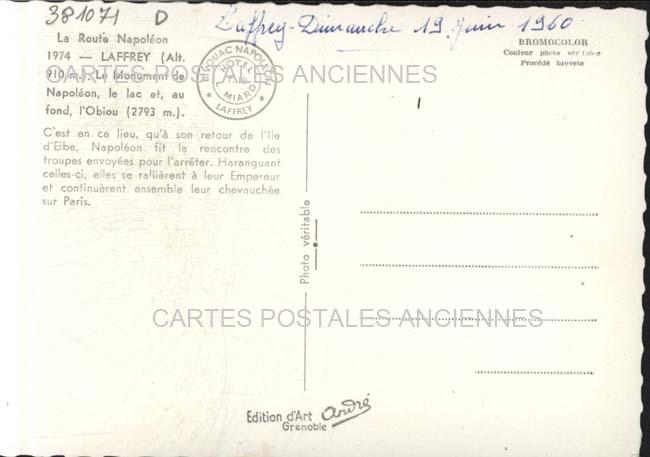 381071 D
Laffrey-Dimanche 19 Juin 1960
La Route Napoléon
1974 — LAFFREY (Alt.
910 m.). Le Monument de
Napoléon, le lac et, au
fond, l'Obiou (2793 m.).
BIVOUAC NAPOLEON
HOTEL
L. MIARD
★ LAFFREY ★
BROMOCOLOR
Couleur photo véritable
Procédé breveté
CARTES POSTALES ANCIENNES
C'est en ce lieu, qu'à son retour de l'Ile
d'Elbe, Napoléon fit la rencontre des
troupes envoyées pour l'arrêter. Haranguant
celles-ci, elles se rallièrent à leur Empereur
et continuèrent ensemble leur chevauchée
sur Paris.
Photo véritable
CARTES POSTALES ANCIENNES
Edition d'Art André
Grenoble